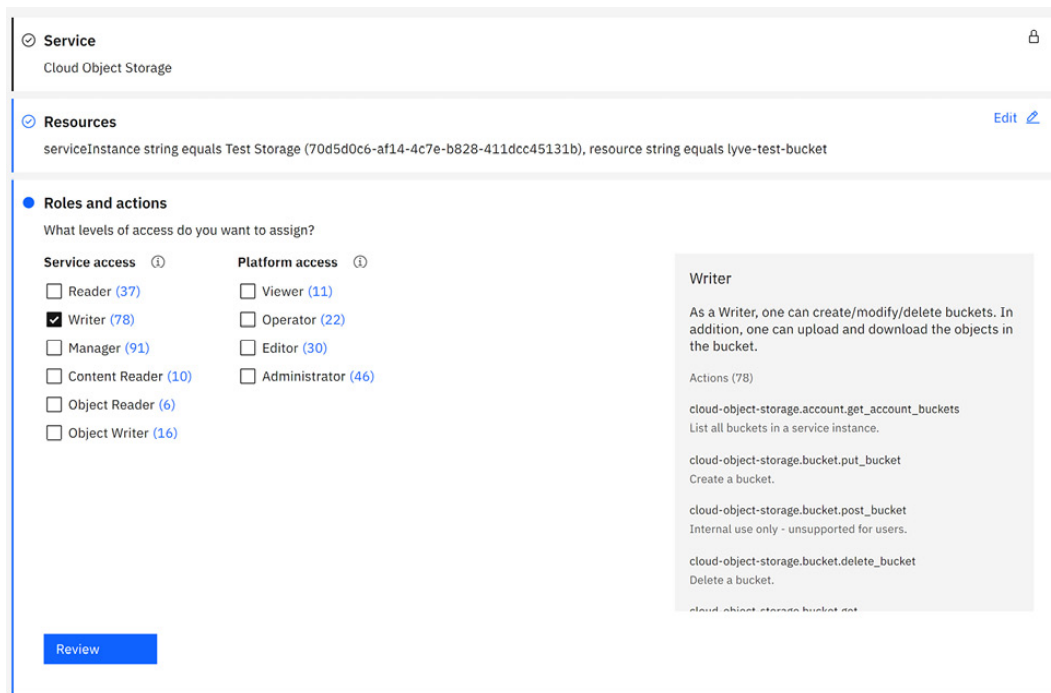 Service
Cloud Object Storage
Resources
Edit
serviceInstance string equals Test Storage (70d5d0c6-af14-4c7e-b828-411dcc45131b), resource string equals lyve-test-bucket
Roles and actions
What levels of access do you want to assign?
Service access
Reader (37)
Writer (78)
Manager (91)
Content Reader (10)
Object Reader (6)
Object Writer (16)
Platform access
Viewer (11)
Operator (22)
Editor (30)
Administrator (46)
Writer
As a Writer, one can create/modify/delete buckets. In
addition, one can upload and download the objects in
the bucket.
Actions (78)
cloud-object-storage.account.get_account_buckets
List all buckets in a service instance.
cloud-object-storage.bucket.put_bucket
Create a bucket.
cloud-object-storage.bucket.post_bucket
Internal use only - unsupported for users.
cloud-object-storage.bucket.delete_bucket
Delete a bucket.
cloud-object-storage.bucket.get
Review